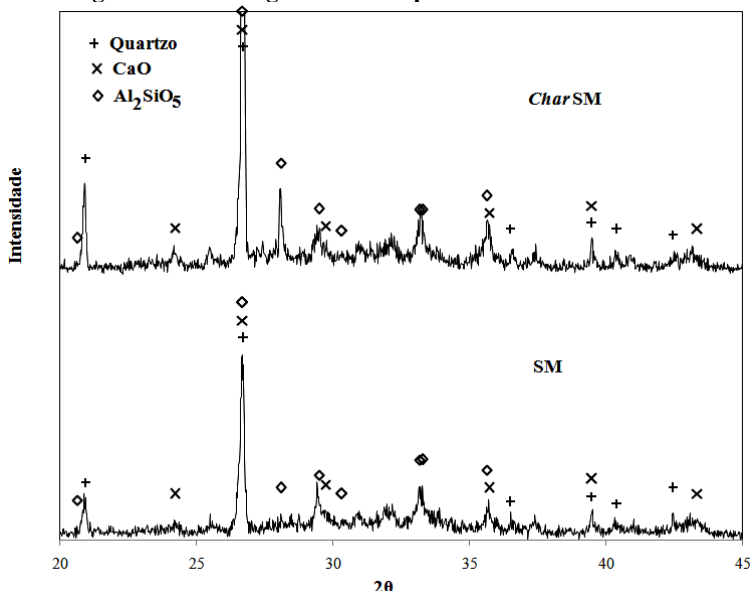 + Quartzo
× CaO
◇ Al2SiO5
Char SM
Intensidade
SM
20 25 30 35 40 45
2θ